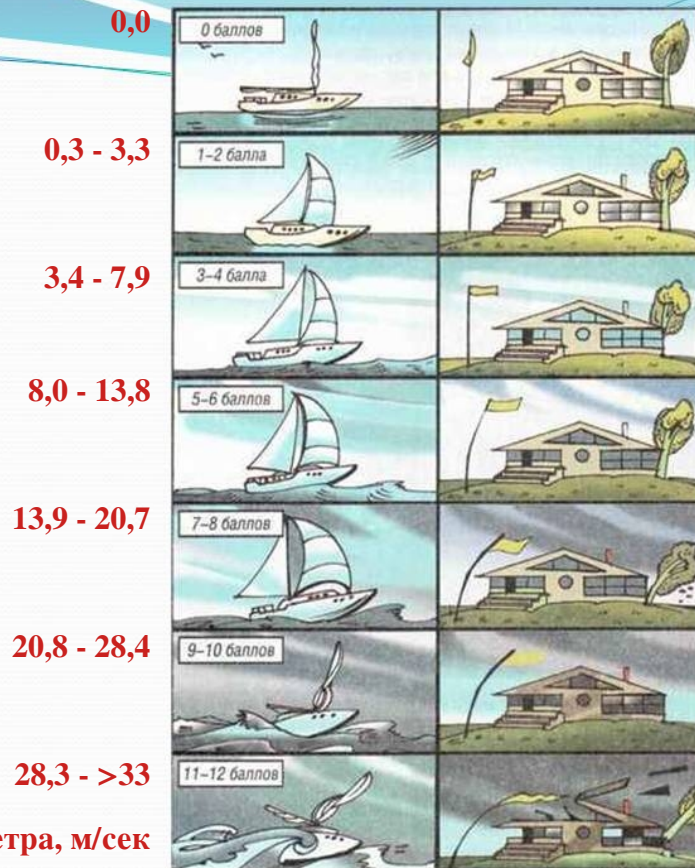 0,0
0 баллов
0,3 - 3,3
1–2 балла
3,4 - 7,9
3–4 балла
8,0 - 13,8
5–6 баллов
13,9 - 20,7
7–8 баллов
20,8 - 28,4
9–10 баллов
28,3 - >33
11–12 баллов
м/сек